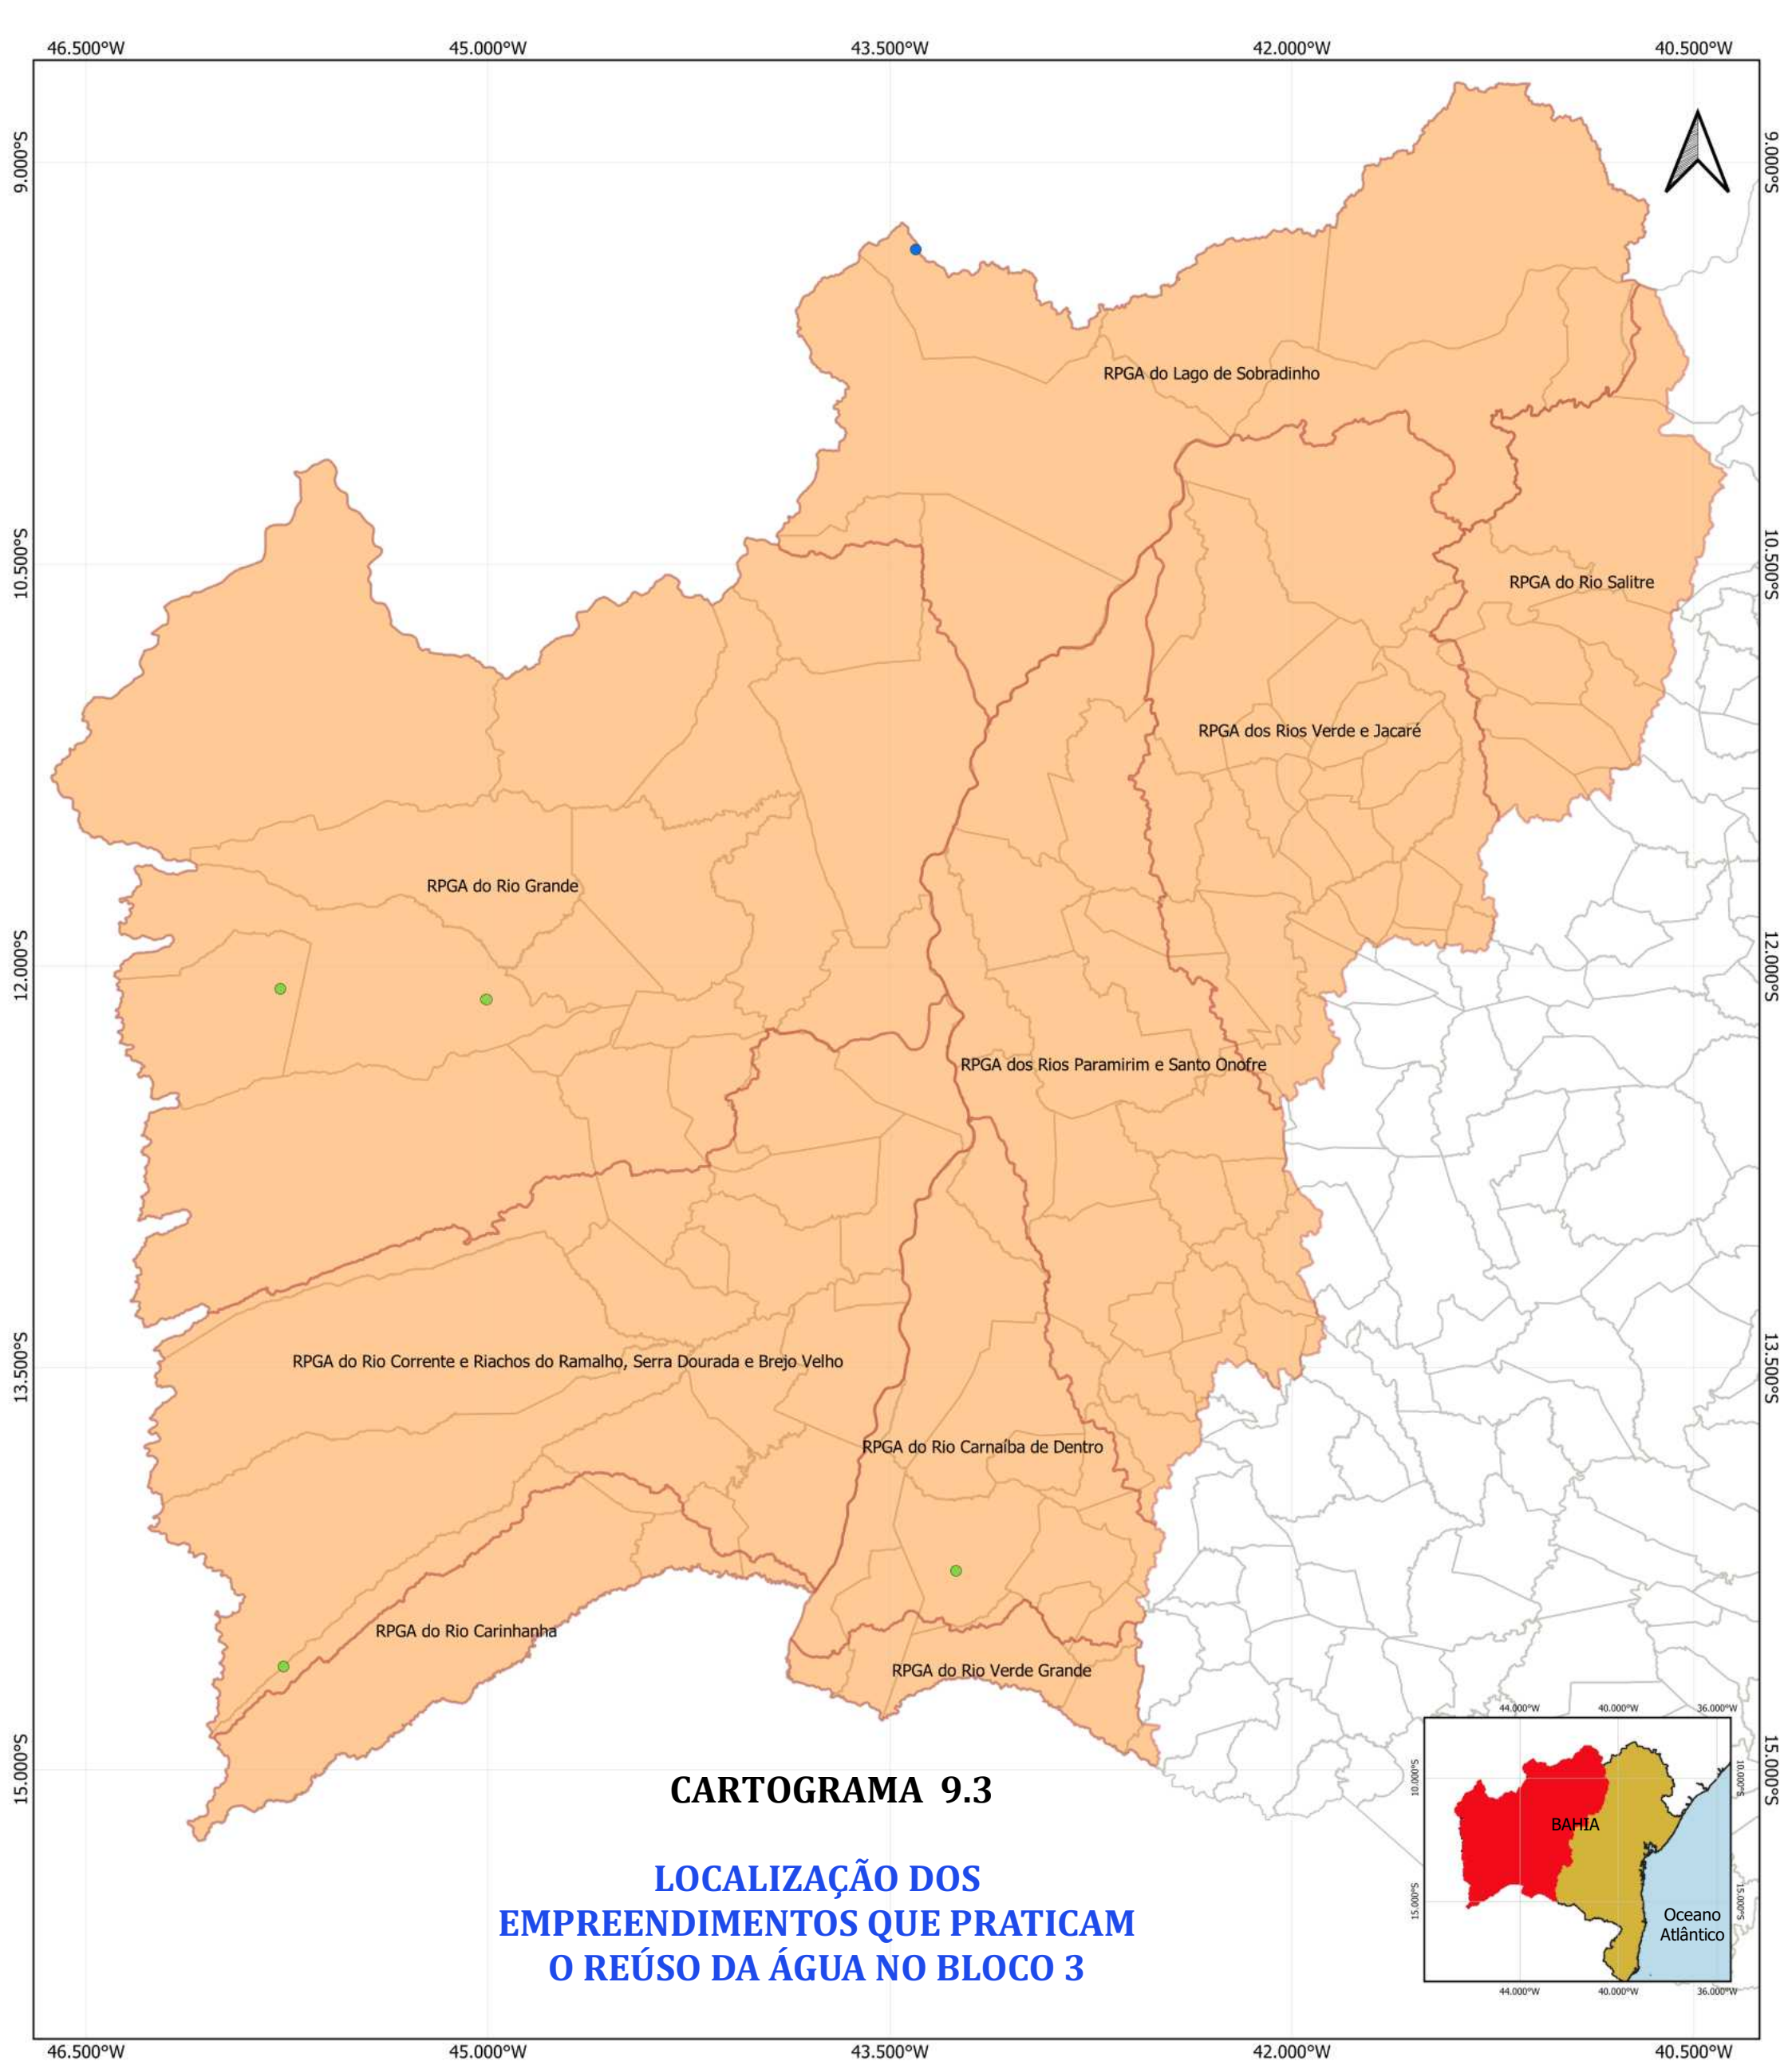 46.500°W
45.000°W
43.500°W
42.000°W
40.500°W
9.000°S
9.000°S
RPGA do Lago de Sobradinho
10.500°S
10.500°S
RPGA do Rio Salitre
RPGA dos Rios Verde e Jacaré
RPGA do Rio Grande
12.000°S
12.000°S
RPGA dos Rios Paramirim e Santo Onofre
13.500°S
13.500°S
RPGA do Rio Corrente e Riachos do Ramalho, Serra Dourada e Brejo Velho
RPGA do Rio Carnaíba de Dentro
RPGA do Rio Carinhanha
RPGA do Rio Verde Grande
15.000°S
15.000°S
CARTOGRAMA 9.3
LOCALIZAÇÃO DOS
EMPREENDIMENTOS QUE PRATICAM
O REÚSO DA ÁGUA NO BLOCO 3
44.000°W
40.000°W
36.000°W
10.000°S
10.000°S
BAHIA
15.000°S
15.000°S
Oceano
Atlântico
44.000°W
40.000°W
36.000°W
46.500°W
45.000°W
43.500°W
42.000°W
40.500°W